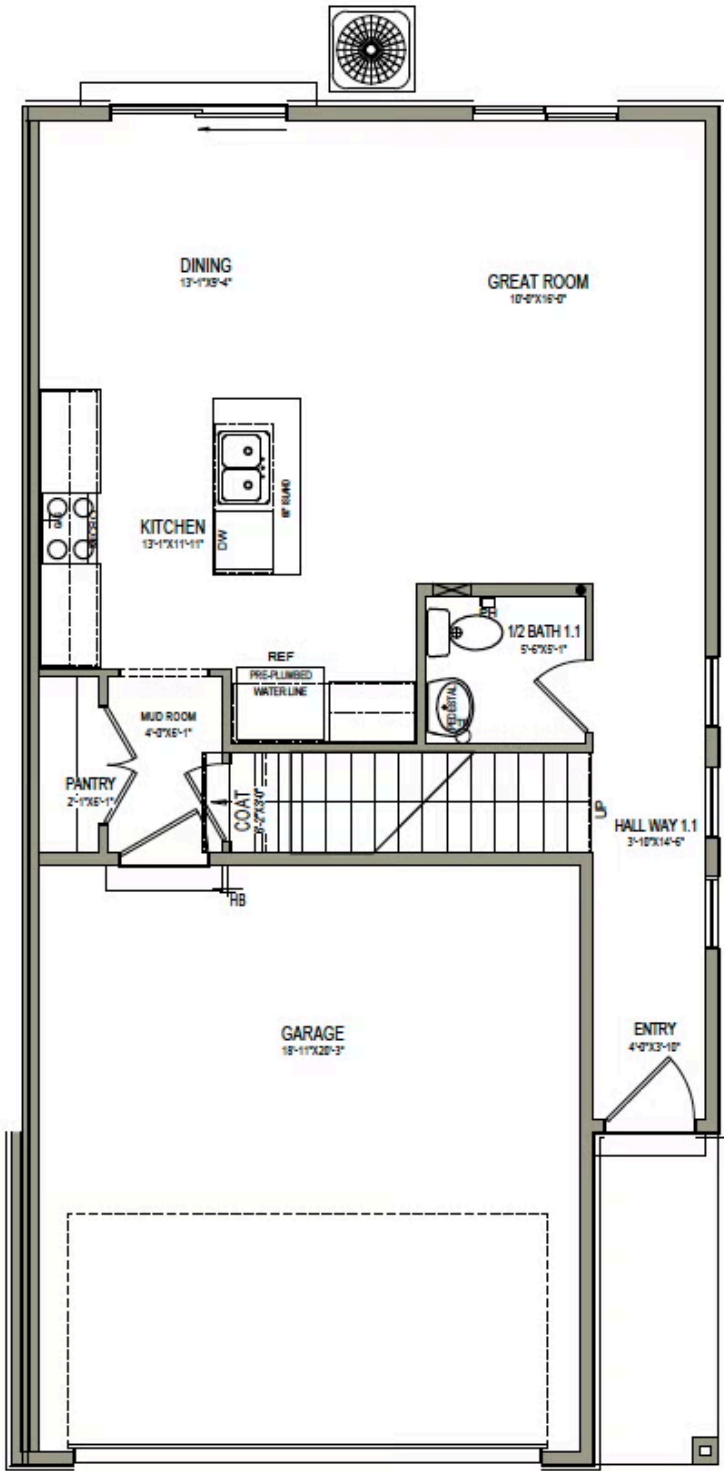 DINING
13'-1"X9'-4"
GREAT ROOM
10'-0"X16'-0"
KITCHEN
13'-1"X11'-11"
DW
ISLAND
REF
PRE-PLUMBED
WATER LINE
1/2 BATH 1.1
5'-6"X5'-1"
PEDESTAL
MUD ROOM
4'-0"X6'-1"
PANTRY
2'-1"X6'-1"
COAT
UP
HALL WAY 1.1
3'-10"X14'-6"
HB
GARAGE
18'-11"X20'-3"
ENTRY
4'-0"X3'-10"